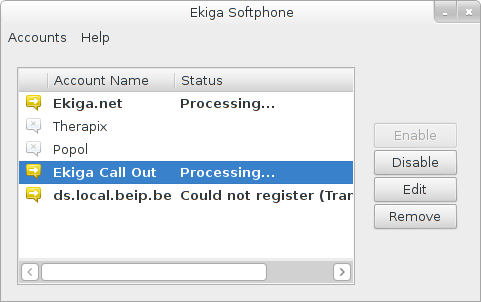 Ekiga Softphone
Accounts Help
Account Name Status
Ekiga.net Processing...
Therapix
Popol
Ekiga Call Out Processing...
ds.local.beip.be Could not register (Tran
Enable
Disable
Edit
Remove